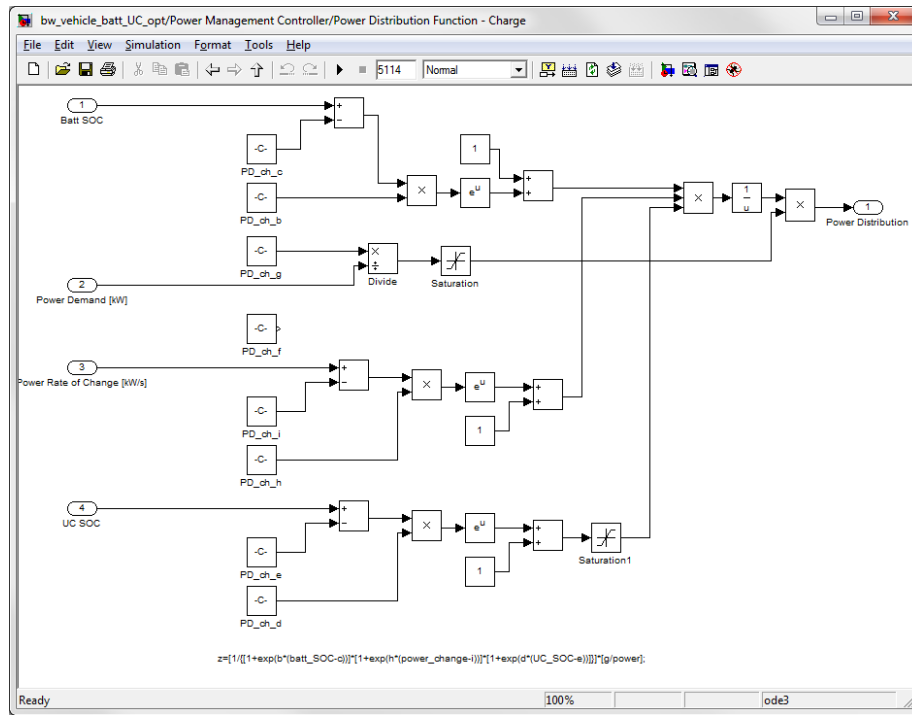 bw_vehicle_batt_UC_opt/Power Management Controller/Power Distribution Function - Charge
File Edit View Simulation Format Tools Help
5114 Normal
1
Batt SOC
+
−
-C-
PD_ch_c
1
-C-
PD_ch_b
×
e^u
+
+
×
1
u
×
1
Power Distribution
-C-
PD_ch_g
×
÷
Divide
Saturation
2
Power Demand [kW]
-C-
PD_ch_f
3
Power Rate of Change [kW/s]
+
−
×
e^u
+
+
-C-
PD_ch_i
1
-C-
PD_ch_h
4
UC SOC
+
−
×
e^u
+
+
Saturation1
-C-
PD_ch_e
1
-C-
PD_ch_d
z=[1/{[1+exp(b*(batt_SOC-c))]*[1+exp(h*(power_change-i))]*[1+exp(d*(UC_SOC-e))]}]*[g/power];
Ready 100% ode3